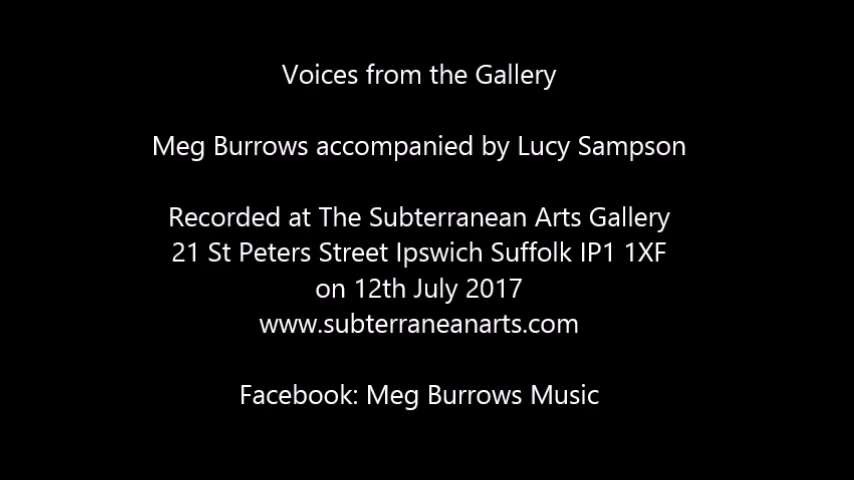 Voices from the Gallery
Meg Burrows accompanied by Lucy Sampson
Recorded at The Subterranean Arts Gallery
21 St Peters Street Ipswich Suffolk IP1 1XF
on 12th July 2017
www.subterraneanarts.com
Facebook: Meg Burrows Music